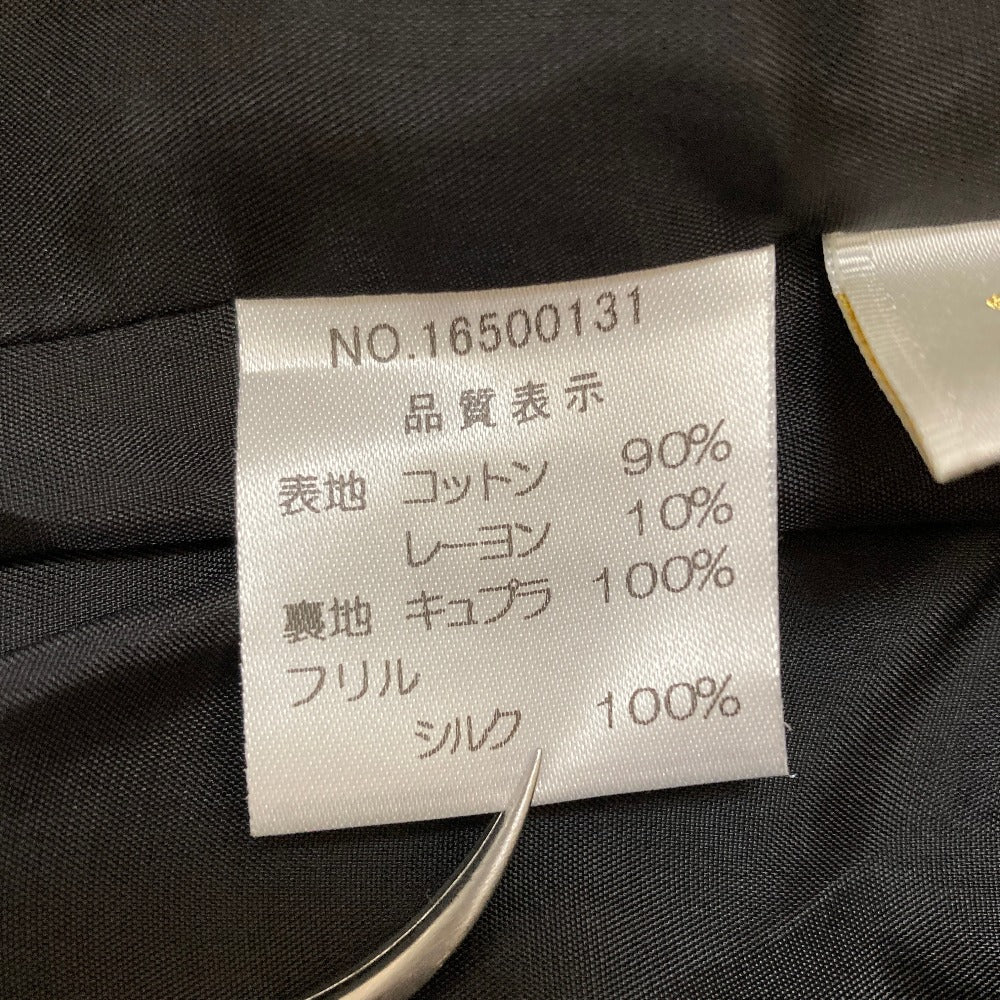 NO.16500131
品質表示
表地 コットン 90%
レーヨン 10%
裏地 キュプラ 100%
フリル
シルク 100%